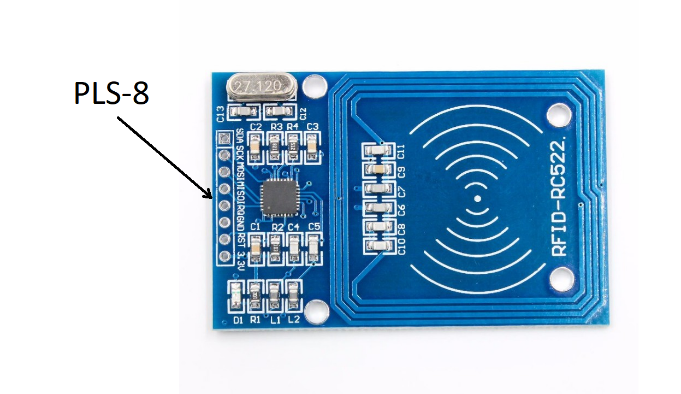 PLS-8
27.120
C13
C12
C2 R3 R4 C3
SDA
SCK
MOSI
MISO
IRQ
GND
RST
3.3V
C11
C9
C7
C6
C8
C10
C1 R2 C4 C5
D1 R1 L1 L2
RFID-RC522